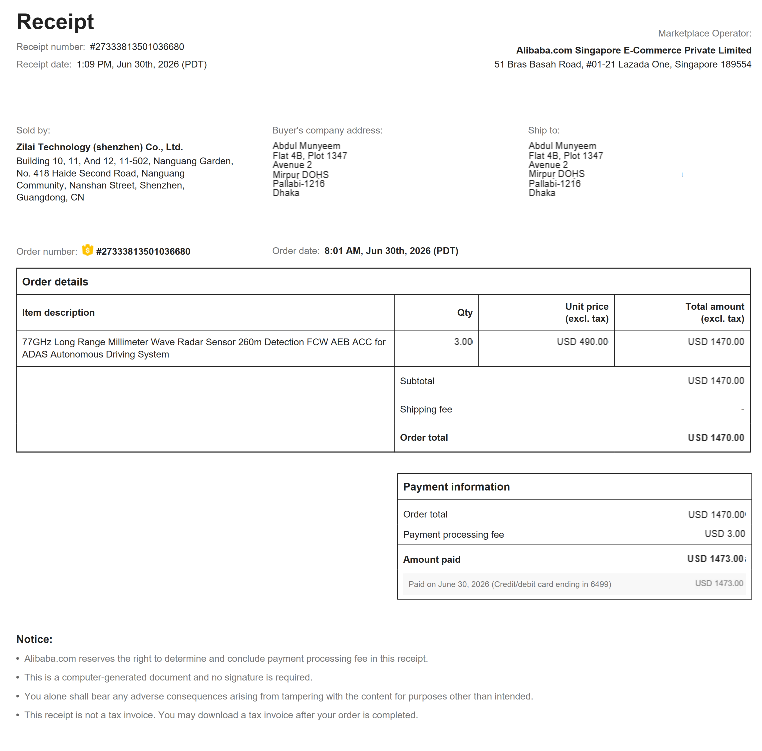 Receipt
Receipt number: #27333813501036680
Receipt date: 1:09 PM, Jun 30th, 2026 (PDT)
Marketplace Operator:
Alibaba.com Singapore E-Commerce Private Limited
51 Bras Basah Road, #01-21 Lazada One, Singapore 189554
Sold by:
Zilai Technology (shenzhen) Co., Ltd.
Building 10, 11, And 12, 11-502, Nanguang Garden,
No. 418 Haide Second Road, Nanguang
Community, Nanshan Street, Shenzhen,
Guangdong, CN
Buyer's company address:
Abdul Munyeem
Flat 4B, Plot 1347
Avenue 2
Mirpur DOHS
Pallabi-1216
Dhaka
Ship to:
Abdul Munyeem
Flat 4B, Plot 1347
Avenue 2
Mirpur DOHS
Pallabi-1216
Dhaka
Order number: #27333813501036680
Order date: 8:01 AM, Jun 30th, 2026 (PDT)
Order details
Item description
Qty
Unit price
(excl. tax)
Total amount
(excl. tax)
77GHz Long Range Millimeter Wave Radar Sensor 260m Detection FCW AEB ACC for
ADAS Autonomous Driving System
3.00
USD 490.00
USD 1470.00
Subtotal USD 1470.00
Shipping fee -
Order total USD 1470.00
Payment information
Order total USD 1470.00
Payment processing fee USD 3.00
Amount paid USD 1473.00
Paid on June 30, 2026 (Credit/debit card ending in 6499) USD 1473.00
Notice:
• Alibaba.com reserves the right to determine and conclude payment processing fee in this receipt.
• This is a computer-generated document and no signature is required.
• You alone shall bear any adverse consequences arising from tampering with the content for purposes other than intended.
• This receipt is not a tax invoice. You may download a tax invoice after your order is completed.